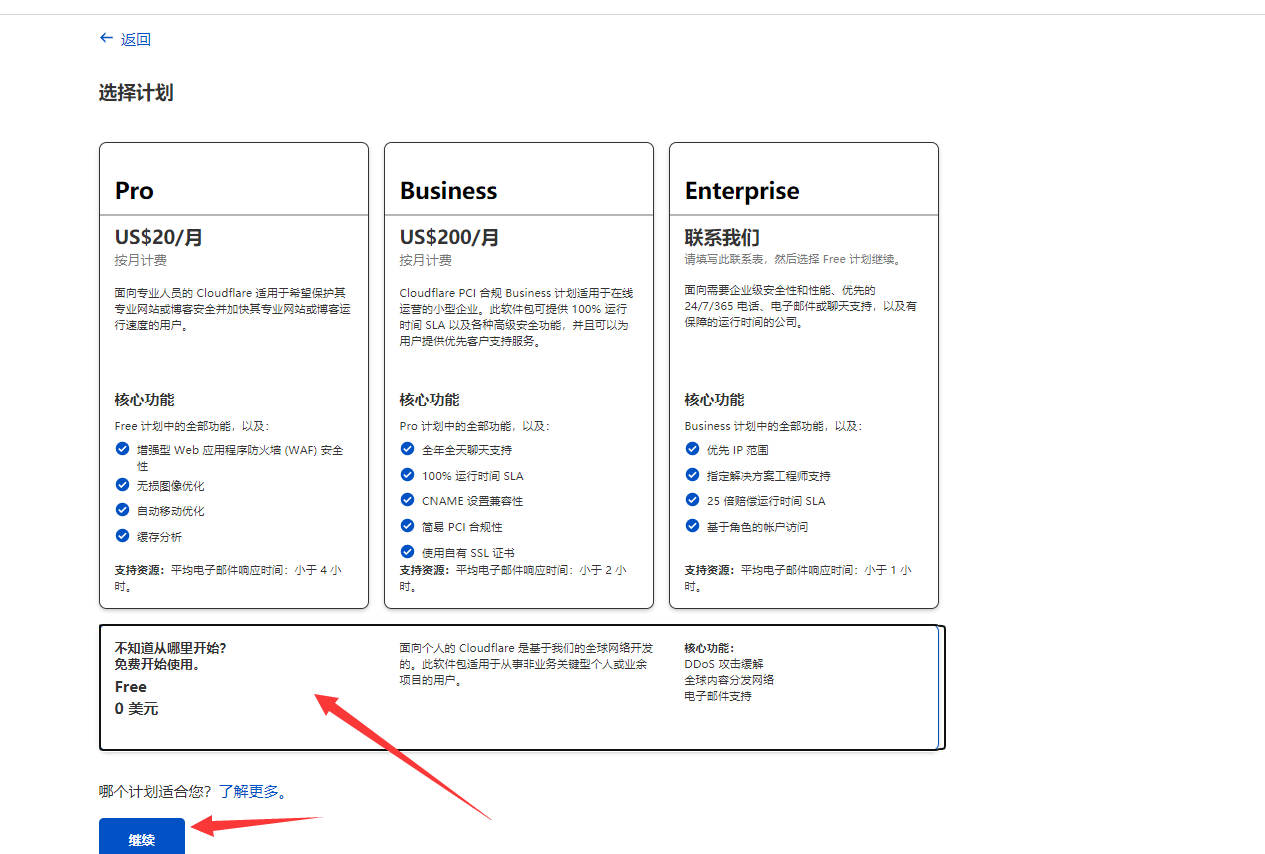 ← 返回
选择计划
Pro
US$20/月
按月计费
面向专业人员的 Cloudflare 适用于希望保护其
专业网站或博客安全并加快其专业网站或博客运
行速度的用户。
核心功能
Free 计划中的全部功能，以及：
增强型 Web 应用程序防火墙 (WAF) 安全
性
无损图像优化
自动移动优化
缓存分析
支持资源：平均电子邮件响应时间：小于 4 小
时。
Business
US$200/月
按月计费
Cloudflare PCI 合规 Business 计划适用于在线
运营的小型企业。此软件包可提供 100% 运行
时间 SLA 以及各种高级安全功能，并且可以为
用户提供优先客户支持服务。
核心功能
Pro 计划中的全部功能，以及：
全年全天聊天支持
100% 运行时间 SLA
CNAME 设置兼容性
简易 PCI 合规性
使用自有 SSL 证书
支持资源：平均电子邮件响应时间：小于 2 小
时。
Enterprise
联系我们
请填写此联系表，然后选择 Free 计划继续。
面向需要企业级安全性和性能、优先的
24/7/365 电话、电子邮件或聊天支持，以及有
保障的运行时间的公司。
核心功能
Business 计划中的全部功能，以及：
优先 IP 范围
指定解决方案工程师支持
25 倍赔偿运行时间 SLA
基于角色的帐户访问
支持资源：平均电子邮件响应时间：小于 1 小
时。
不知道从哪里开始？
免费开始使用。
Free
0 美元
面向个人的 Cloudflare 是基于我们的全球网络开发
的。此软件包适用于从事非业务关键型个人或业余
项目的用户。
核心功能：
DDoS 攻击缓解
全球内容分发网络
电子邮件支持
哪个计划适合您？了解更多。
继续